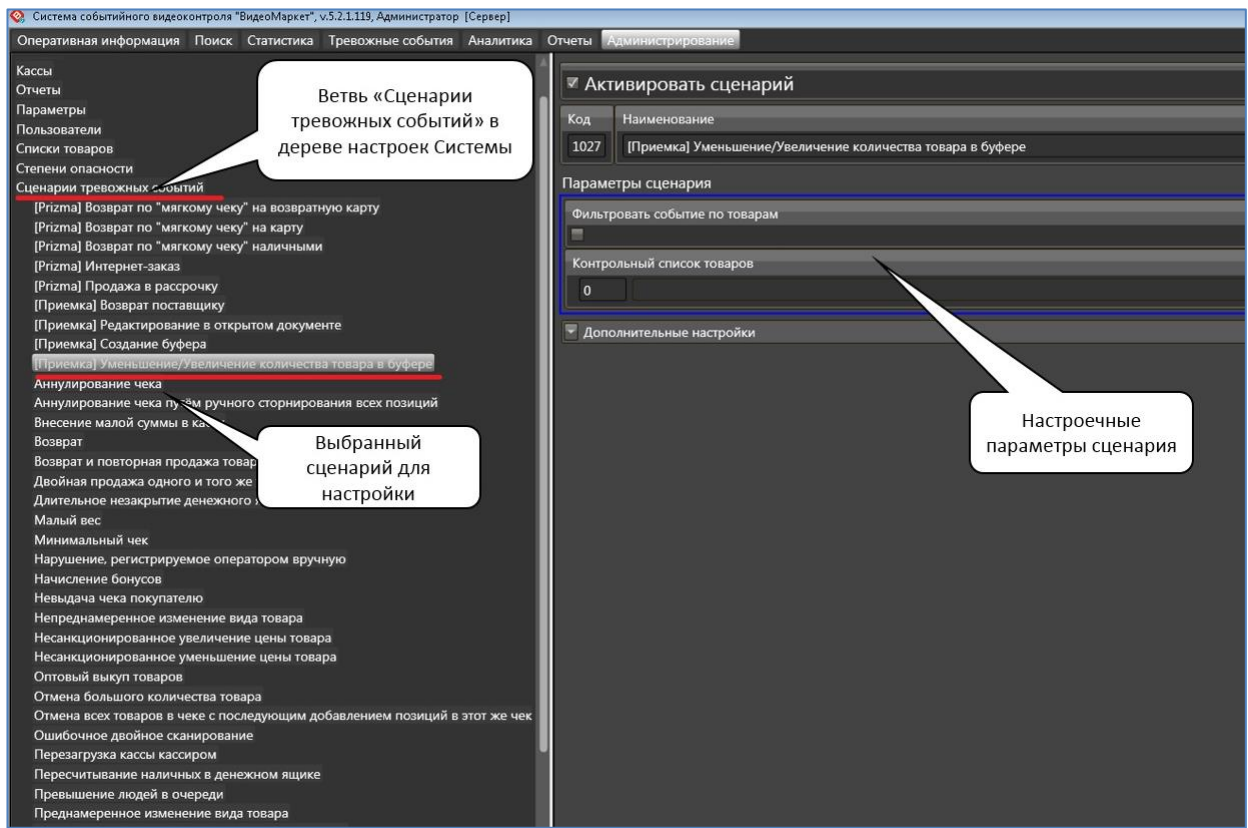 Система событийного видеоконтроля "ВидеоМаркет", v.5.2.1.119, Администратор [Сервер]
Оперативная информация Поиск Статистика Тревожные события Аналитика Отчеты Администрирование
Кассы
Отчеты
Параметры
Пользователи
Списки товаров
Степени опасности
Сценарии тревожных событий
[Prizma] Возврат по "мягкому чеку" на возвратную карту
[Prizma] Возврат по "мягкому чеку" на карту
[Prizma] Возврат по "мягкому чеку" наличными
[Prizma] Интернет-заказ
[Prizma] Продажа в рассрочку
[Приемка] Возврат поставщику
[Приемка] Редактирование в открытом документе
[Приемка] Создание буфера
[Приемка] Уменьшение/Увеличение количества товара в буфере
Аннулирование чека
Аннулирование чека путём ручного сторнирования всех позиций
Внесение малой суммы в
Возврат
Возврат и повторная продажа
Двойная продажа одного и того же
Длительное незакрытие денежного
Малый вес
Минимальный чек
Нарушение, регистрируемое оператором вручную
Начисление бонусов
Невыдача чека покупателю
Непреднамеренное изменение вида товара
Несанкционированное увеличение цены товара
Несанкционированное уменьшение цены товара
Оптовый выкуп товаров
Отмена большого количества товара
Отмена всех товаров в чеке с последующим добавлением позиций в этот же чек
Ошибочное двойное сканирование
Перезагрузка кассы кассиром
Пересчитывание наличных в денежном ящике
Превышение людей в очереди
Преднамеренное изменение вида товара
Ветвь «Сценарии
тревожных событий» в
дереве настроек Системы
Выбранный
сценарий для
настройки
Активировать сценарий
Код Наименование
1027 [Приемка] Уменьшение/Увеличение количества товара в буфере
Параметры сценария
Фильтровать событие по товарам
Контрольный список товаров
0
Дополнительные настройки
Настроечные
параметры сценария